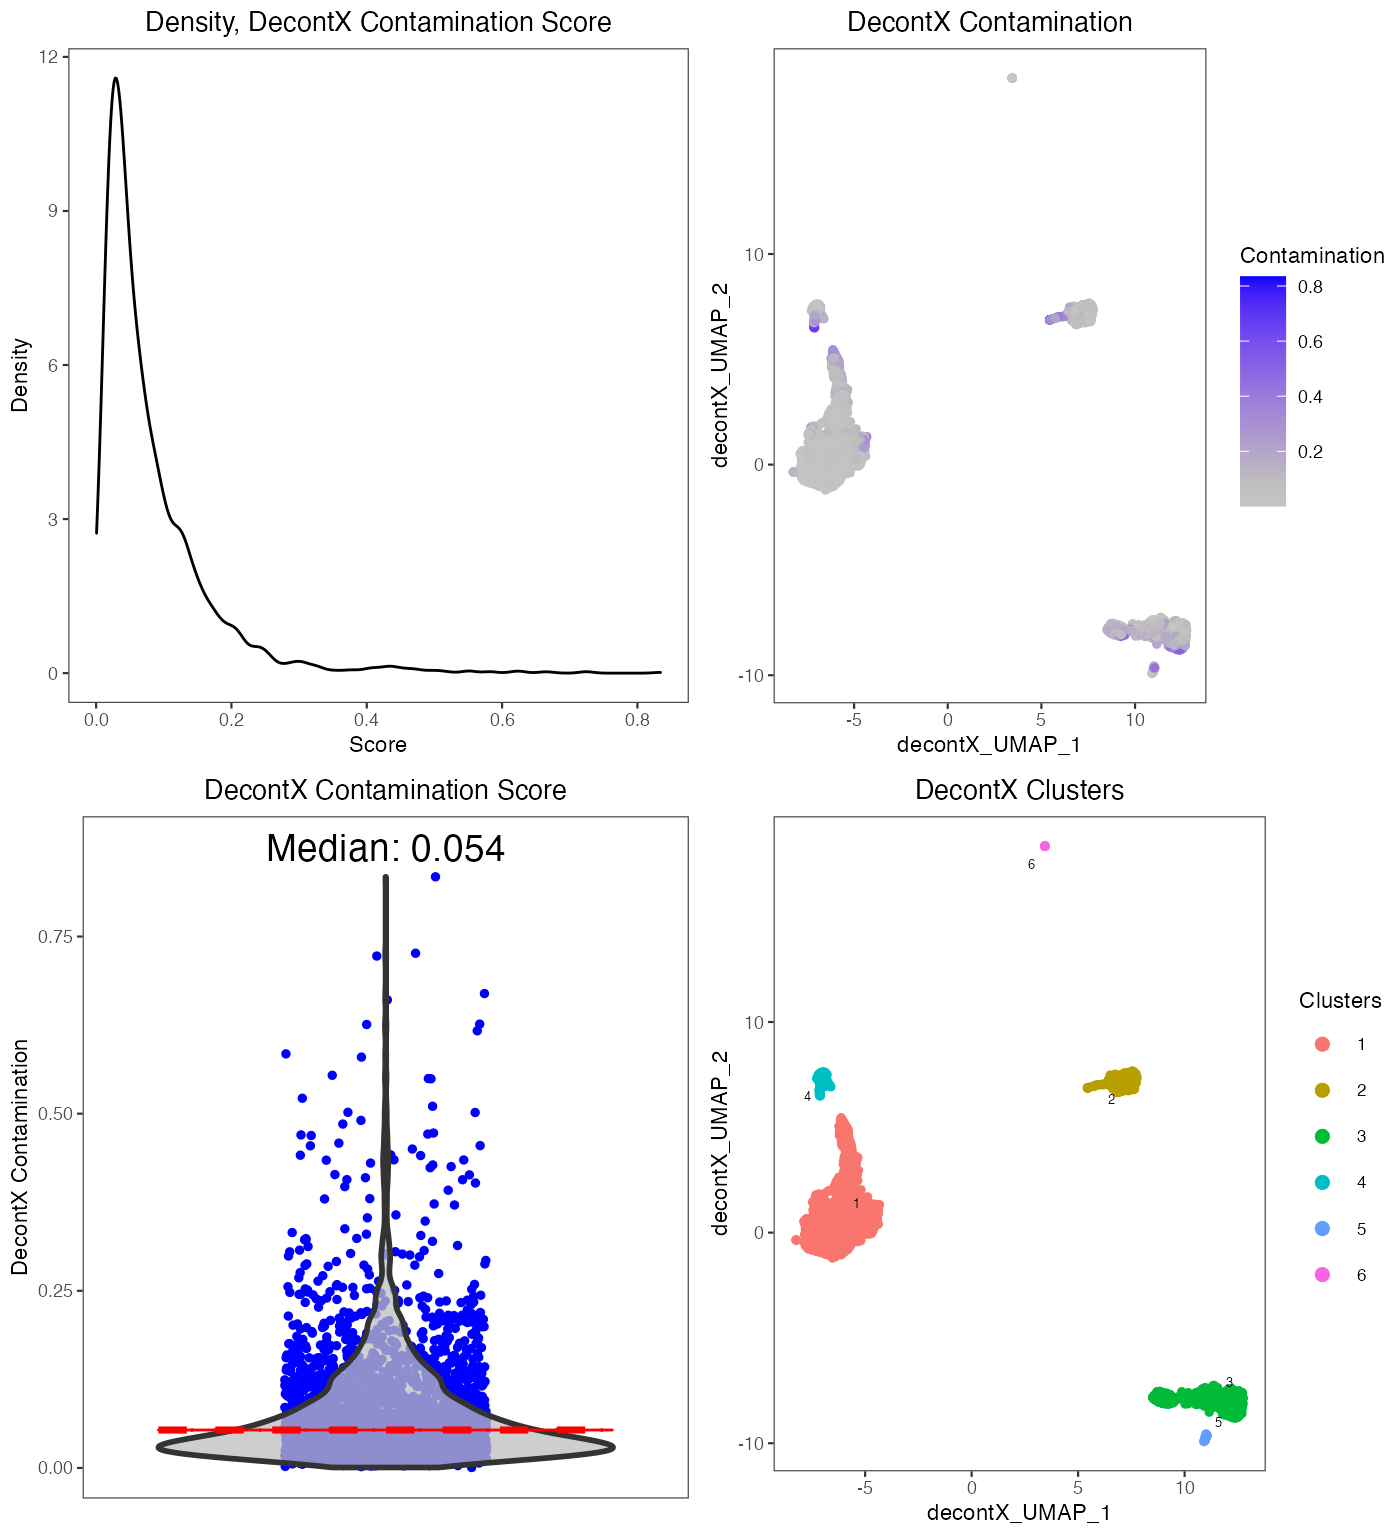 Density, DecontX Contamination Score
12
9
6
3
0
Density
0.0 0.2 0.4 0.6 0.8
Score
DecontX Contamination
10
0
-10
decontX_UMAP_2
-5 0 5 10
decontX_UMAP_1
Contamination
0.8
0.6
0.4
0.2
DecontX Contamination Score
Median: 0.054
0.75
0.50
0.25
0.00
DecontX Contamination
DecontX Clusters
6
4
2
1
3
5
10
0
-10
decontX_UMAP_2
-5 0 5 10
decontX_UMAP_1
Clusters
1
2
3
4
5
6